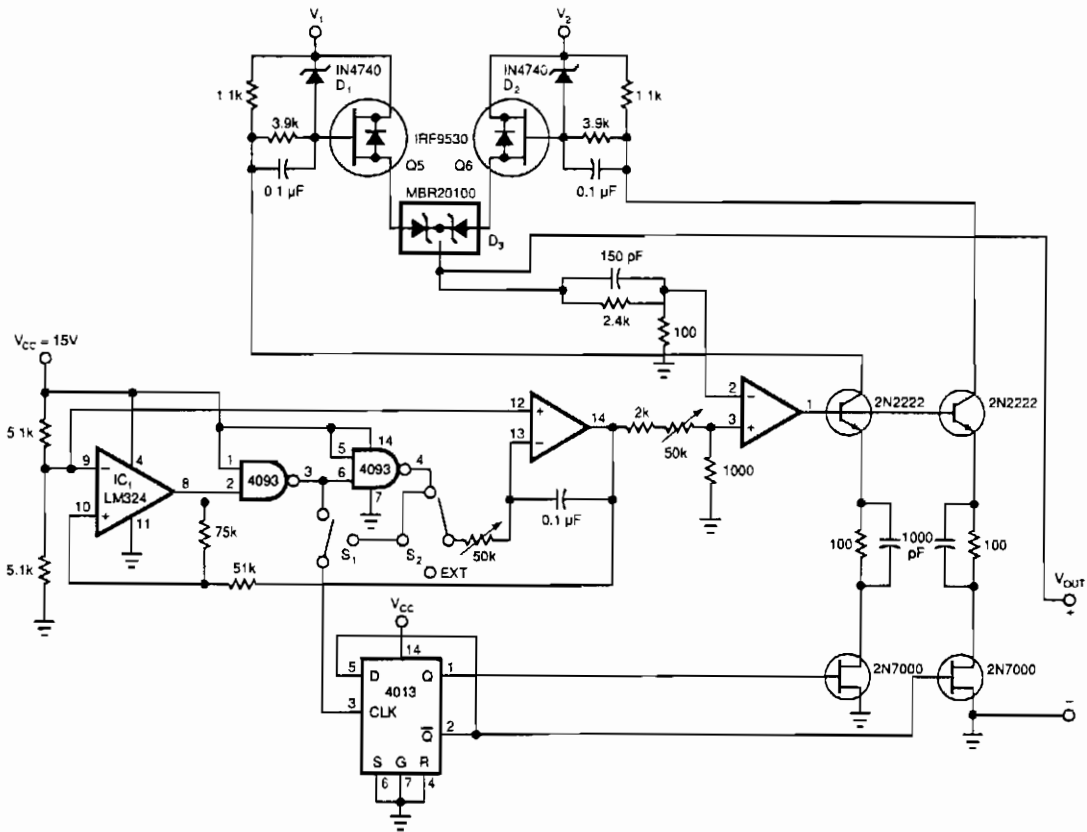 V1
V2
IN4740
D1
IN4740
D2
1 1k
1 1k
3.9k
3.9k
IRF9530
Q5
Q6
0 1 µF
0.1 µF
MBR20100
D3
150 pF
2.4k
100
VCC = 15V
5 1k
5.1k
9
10
4
11
IC1
LM324
8
1
2
4093
3
5
6
14
4093
7
4
75k
51k
S1
S2
EXT
50k
12
13
14
0.1 µF
2k
50k
1000
2
3
1
2N2222
2N2222
100
1000
pF
100
VOUT
+
−
VCC
14
5
D
Q
1
4013
3
CLK
Q̅
2
S
G
R
6
7
4
2N7000
2N7000